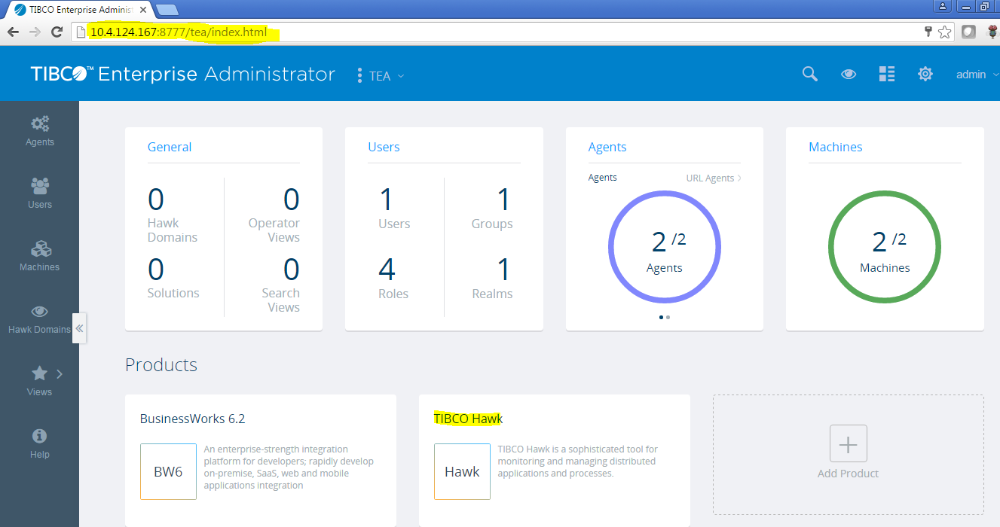 TIBCO Enterprise Adminis
10.4.124.167:8777/tea/index.html
TIBCO™ Enterprise Administrator
TEA
admin
Agents
Users
Machines
Hawk Domains
Views
Help
General
0
Hawk
Domains
0
Operator
Views
0
Solutions
0
Search
Views
Users
1
Users
1
Groups
4
Roles
1
Realms
Agents
Agents
URL Agents
2 /2
Agents
Machines
2 /2
Machines
Products
BusinessWorks 6.2
BW6
An enterprise-strength integration
platform for developers; rapidly develop
on-premise, SaaS, web and mobile
applications integration
TIBCO Hawk
Hawk
TIBCO Hawk is a sophisticated tool for
monitoring and managing distributed
applications and processes.
Add Product